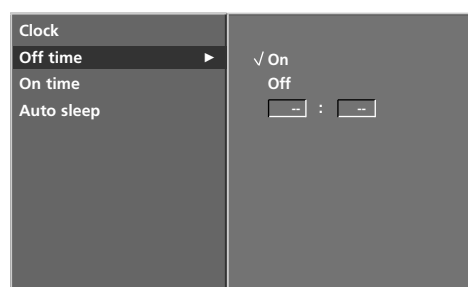 Clock
Off time ►
On time
Auto sleep
√ On
Off
-- : --